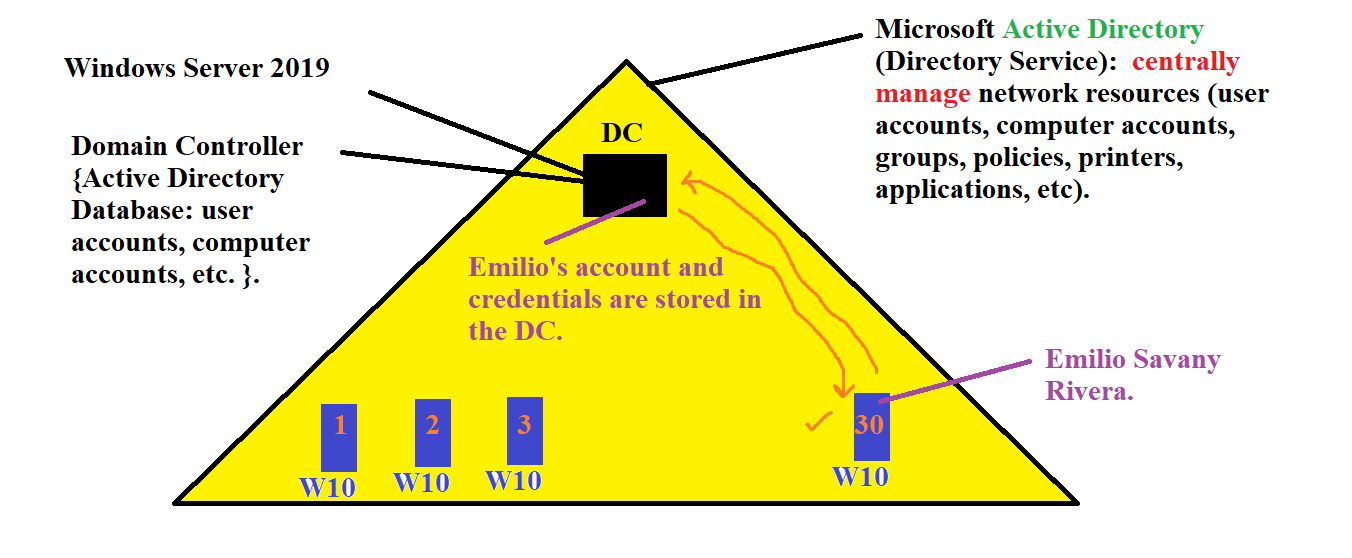 Windows Server 2019
Domain Controller
{Active Directory
Database: user
accounts, computer
accounts, etc. }.
Microsoft Active Directory
(Directory Service):  centrally
manage network resources (user
accounts, computer accounts,
groups, policies, printers,
applications, etc).
DC
Emilio's account and
credentials are stored in
the DC.
Emilio Savany
Rivera.
1
W10
2
W10
3
W10
30
W10